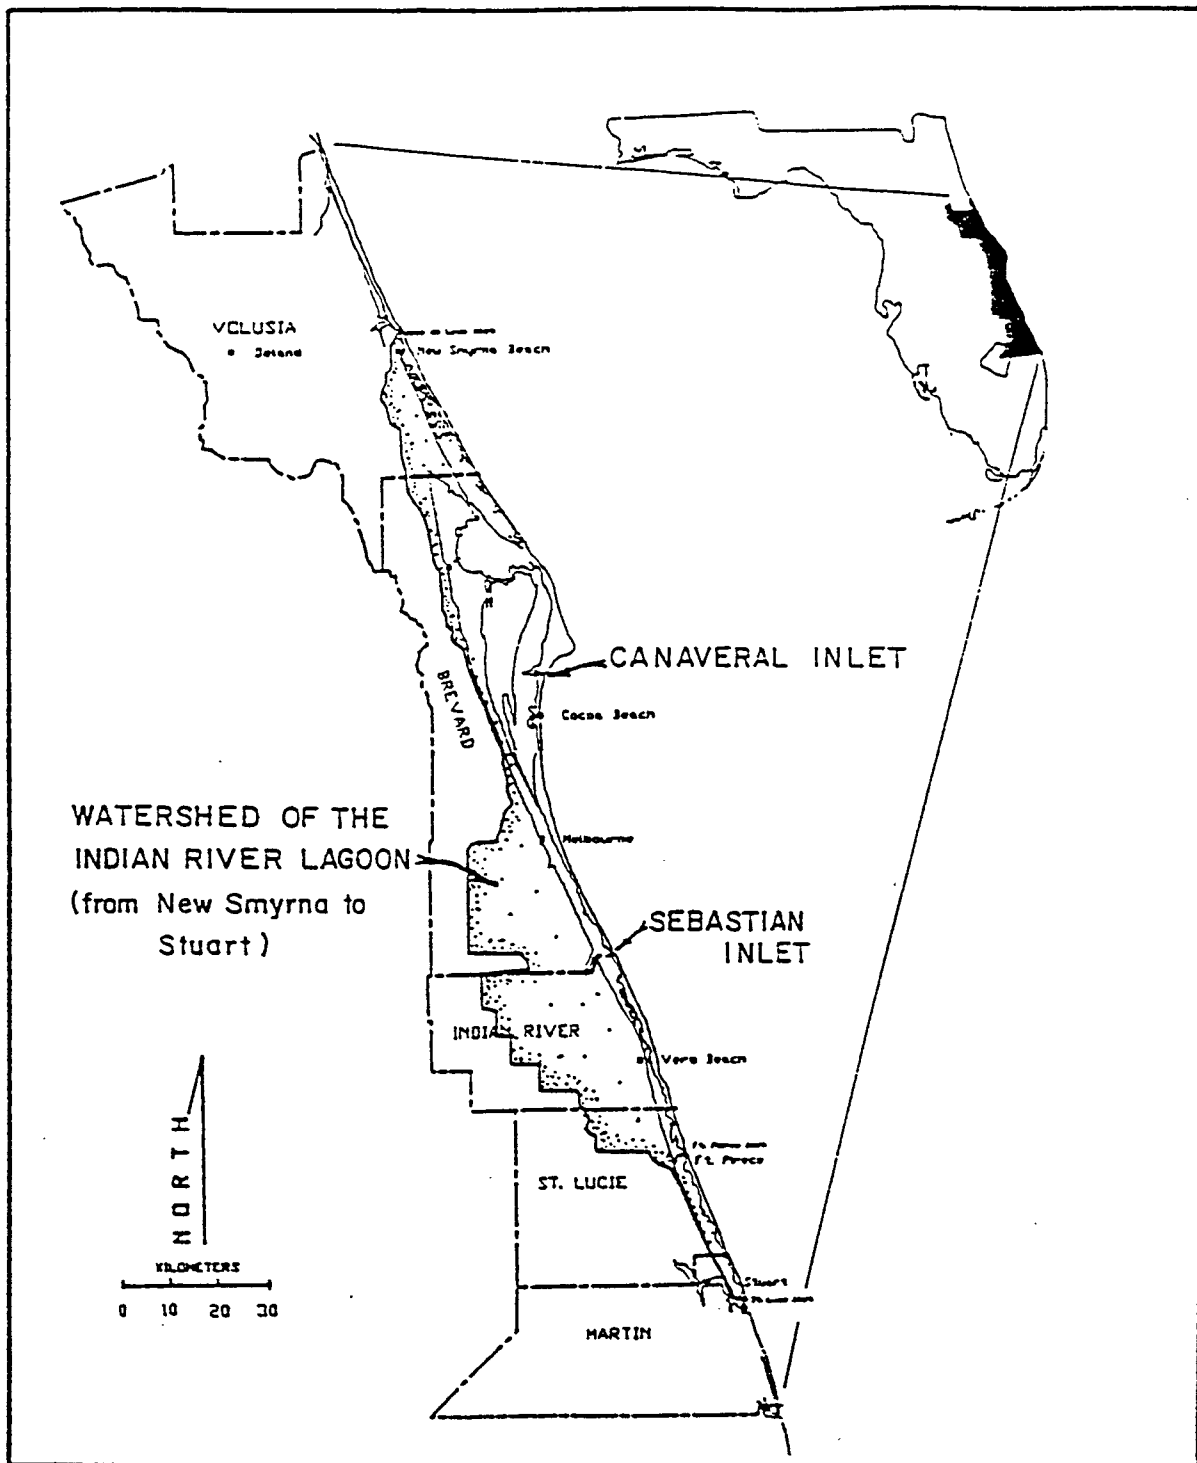 VOLUSIA
Deland
New Smyrna Beach
CANAVERAL INLET
BREVARD
Cocoa Beach
WATERSHED OF THE
INDIAN RIVER LAGOON
(from New Smyrna to
Stuart)
Melbourne
SEBASTIAN
INLET
INDIAN RIVER
Vero Beach
Ft. Pierce
ST. LUCIE
NORTH
KILOMETERS
0 10 20 30
Stuart
MARTIN